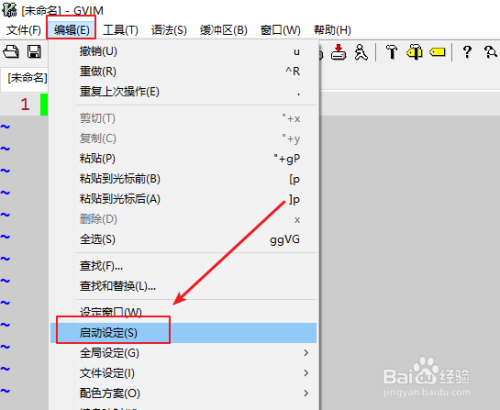 [未命名] - GVIM
文件(F) 编辑(E) 工具(T) 语法(S) 缓冲区(B) 窗口(W) 帮助(H)
[未命名]
1
撤销(U) u
重做(R) ^R
重复上次操作(E) .
剪切(T) "+x
复制(C) "+y
粘贴(P) "+gP
粘贴到光标前(B) [p
粘贴到光标后(A) ]p
删除(D) x
全选(S) ggVG
查找(F)...
查找和替换(L)...
设定窗口(W)
启动设定(S)
全局设定(G)
文件设定(I)
配色方案(O)
~
~
~
~
~
~
~
~
~
~
~
~
~
Baidu经验
jingyan.baidu.com